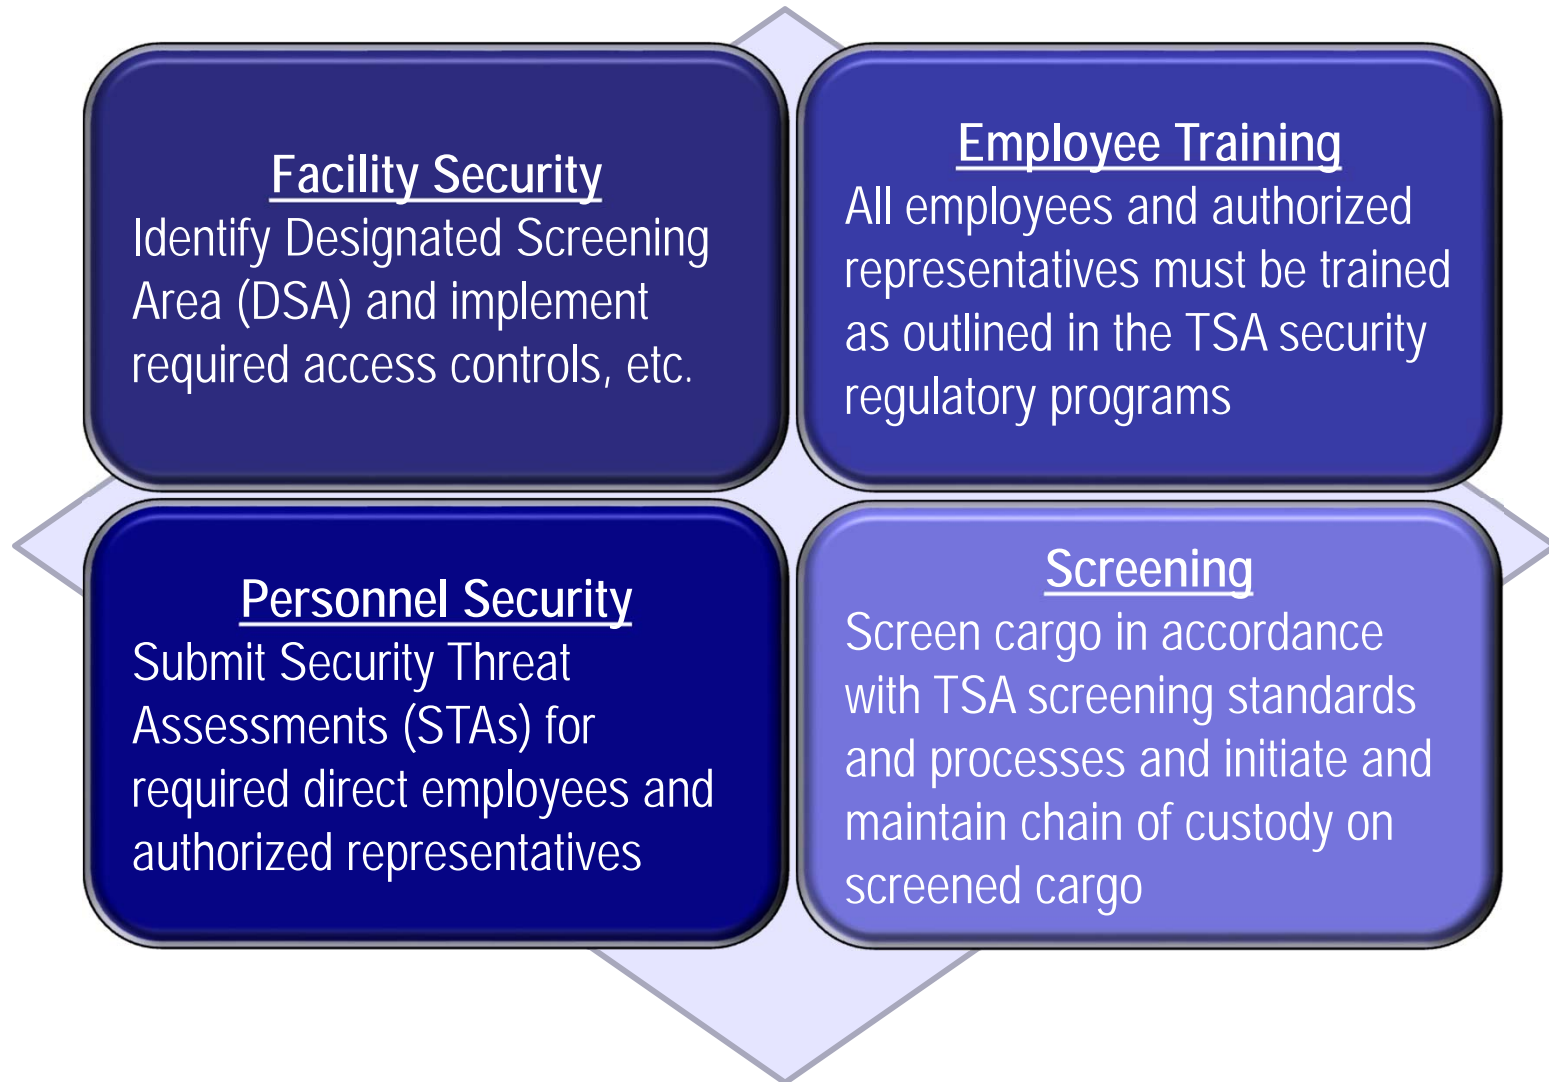 Facility Security
Identify Designated Screening
Area (DSA) and implement
required access controls, etc.
Employee Training
All employees and authorized
representatives must be trained
as outlined in the TSA security
regulatory programs
Personnel Security
Submit Security Threat
Assessments (STAs) for
required direct employees and
authorized representatives
Screening
Screen cargo in accordance
with TSA screening standards
and processes and initiate and
maintain chain of custody on
screened cargo